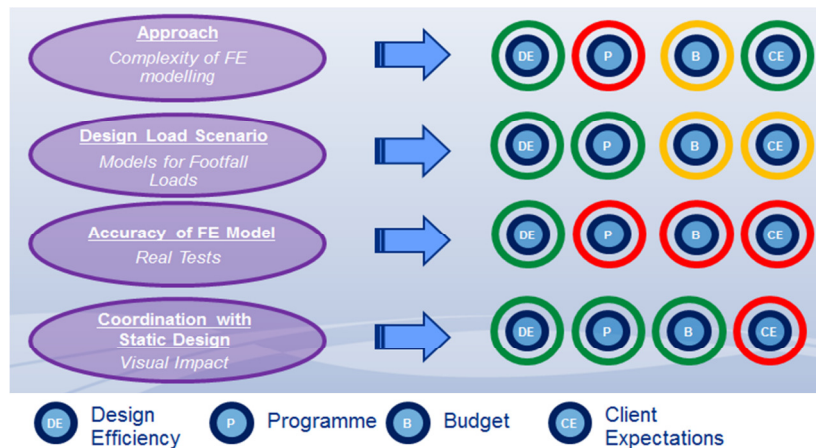 Approach
Complexity of FE
modelling
DE P B CE
Design Load Scenario
Models for Footfall
Loads
DE P B CE
Accuracy of FE Model
Real Tests
DE P B CE
Coordination with
Static Design
Visual Impact
DE P B CE
DE Design
Efficiency
P Programme
B Budget
CE Client
Expectations